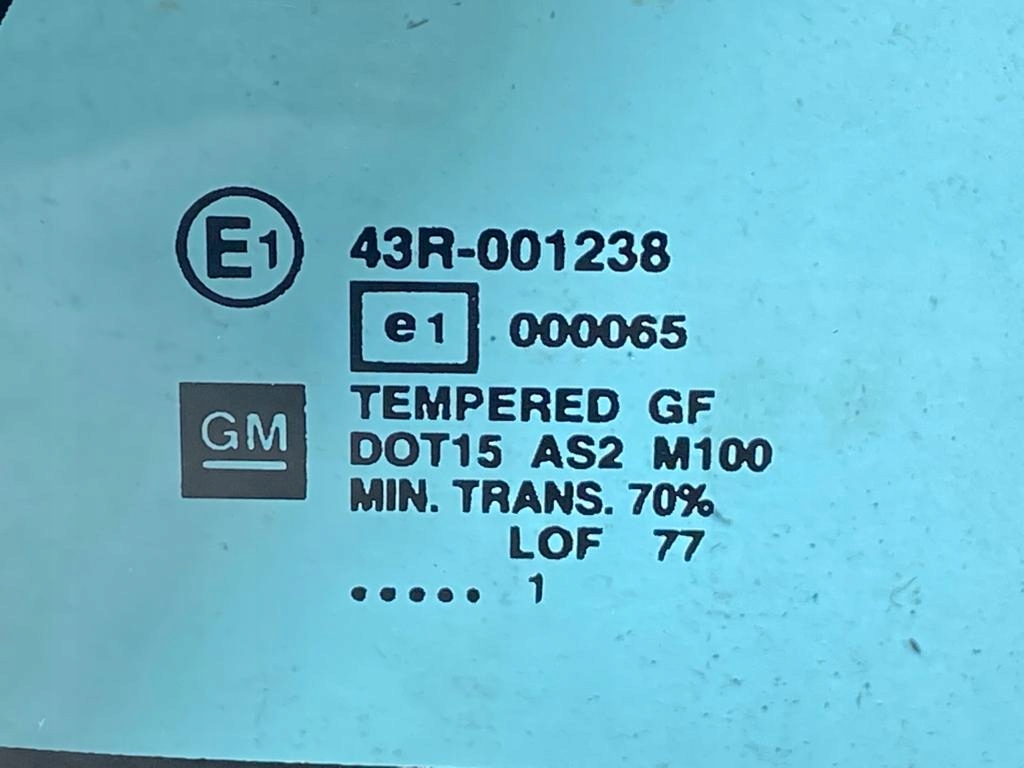 E1 43R-001238
e1 000065
GM
TEMPERED GF
DOT15 AS2 M100
MIN. TRANS. 70%
LOF 77
..... 1